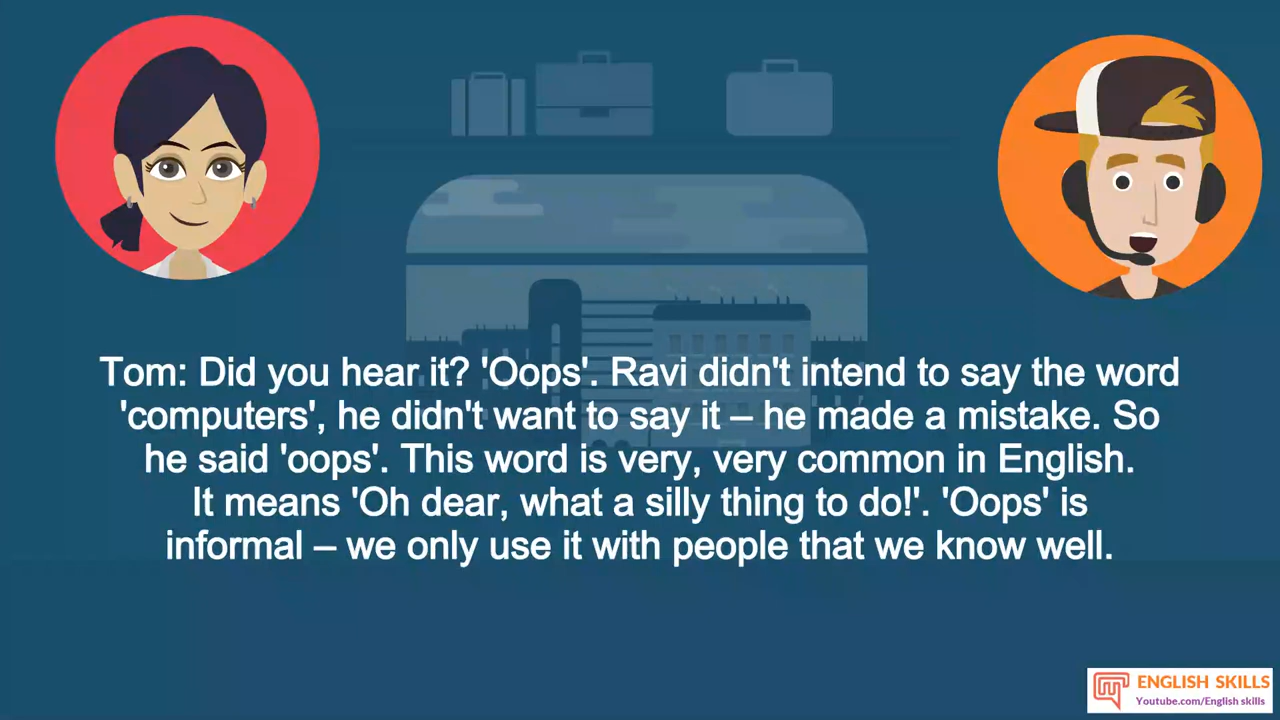 Tom: Did you hear it? 'Oops'. Ravi didn't intend to say the word
'computers', he didn't want to say it – he made a mistake. So
he said 'oops'. This word is very, very common in English.
It means 'Oh dear, what a silly thing to do!'. 'Oops' is
informal – we only use it with people that we know well.
ENGLISH SKILLS
Youtube.com/English skills